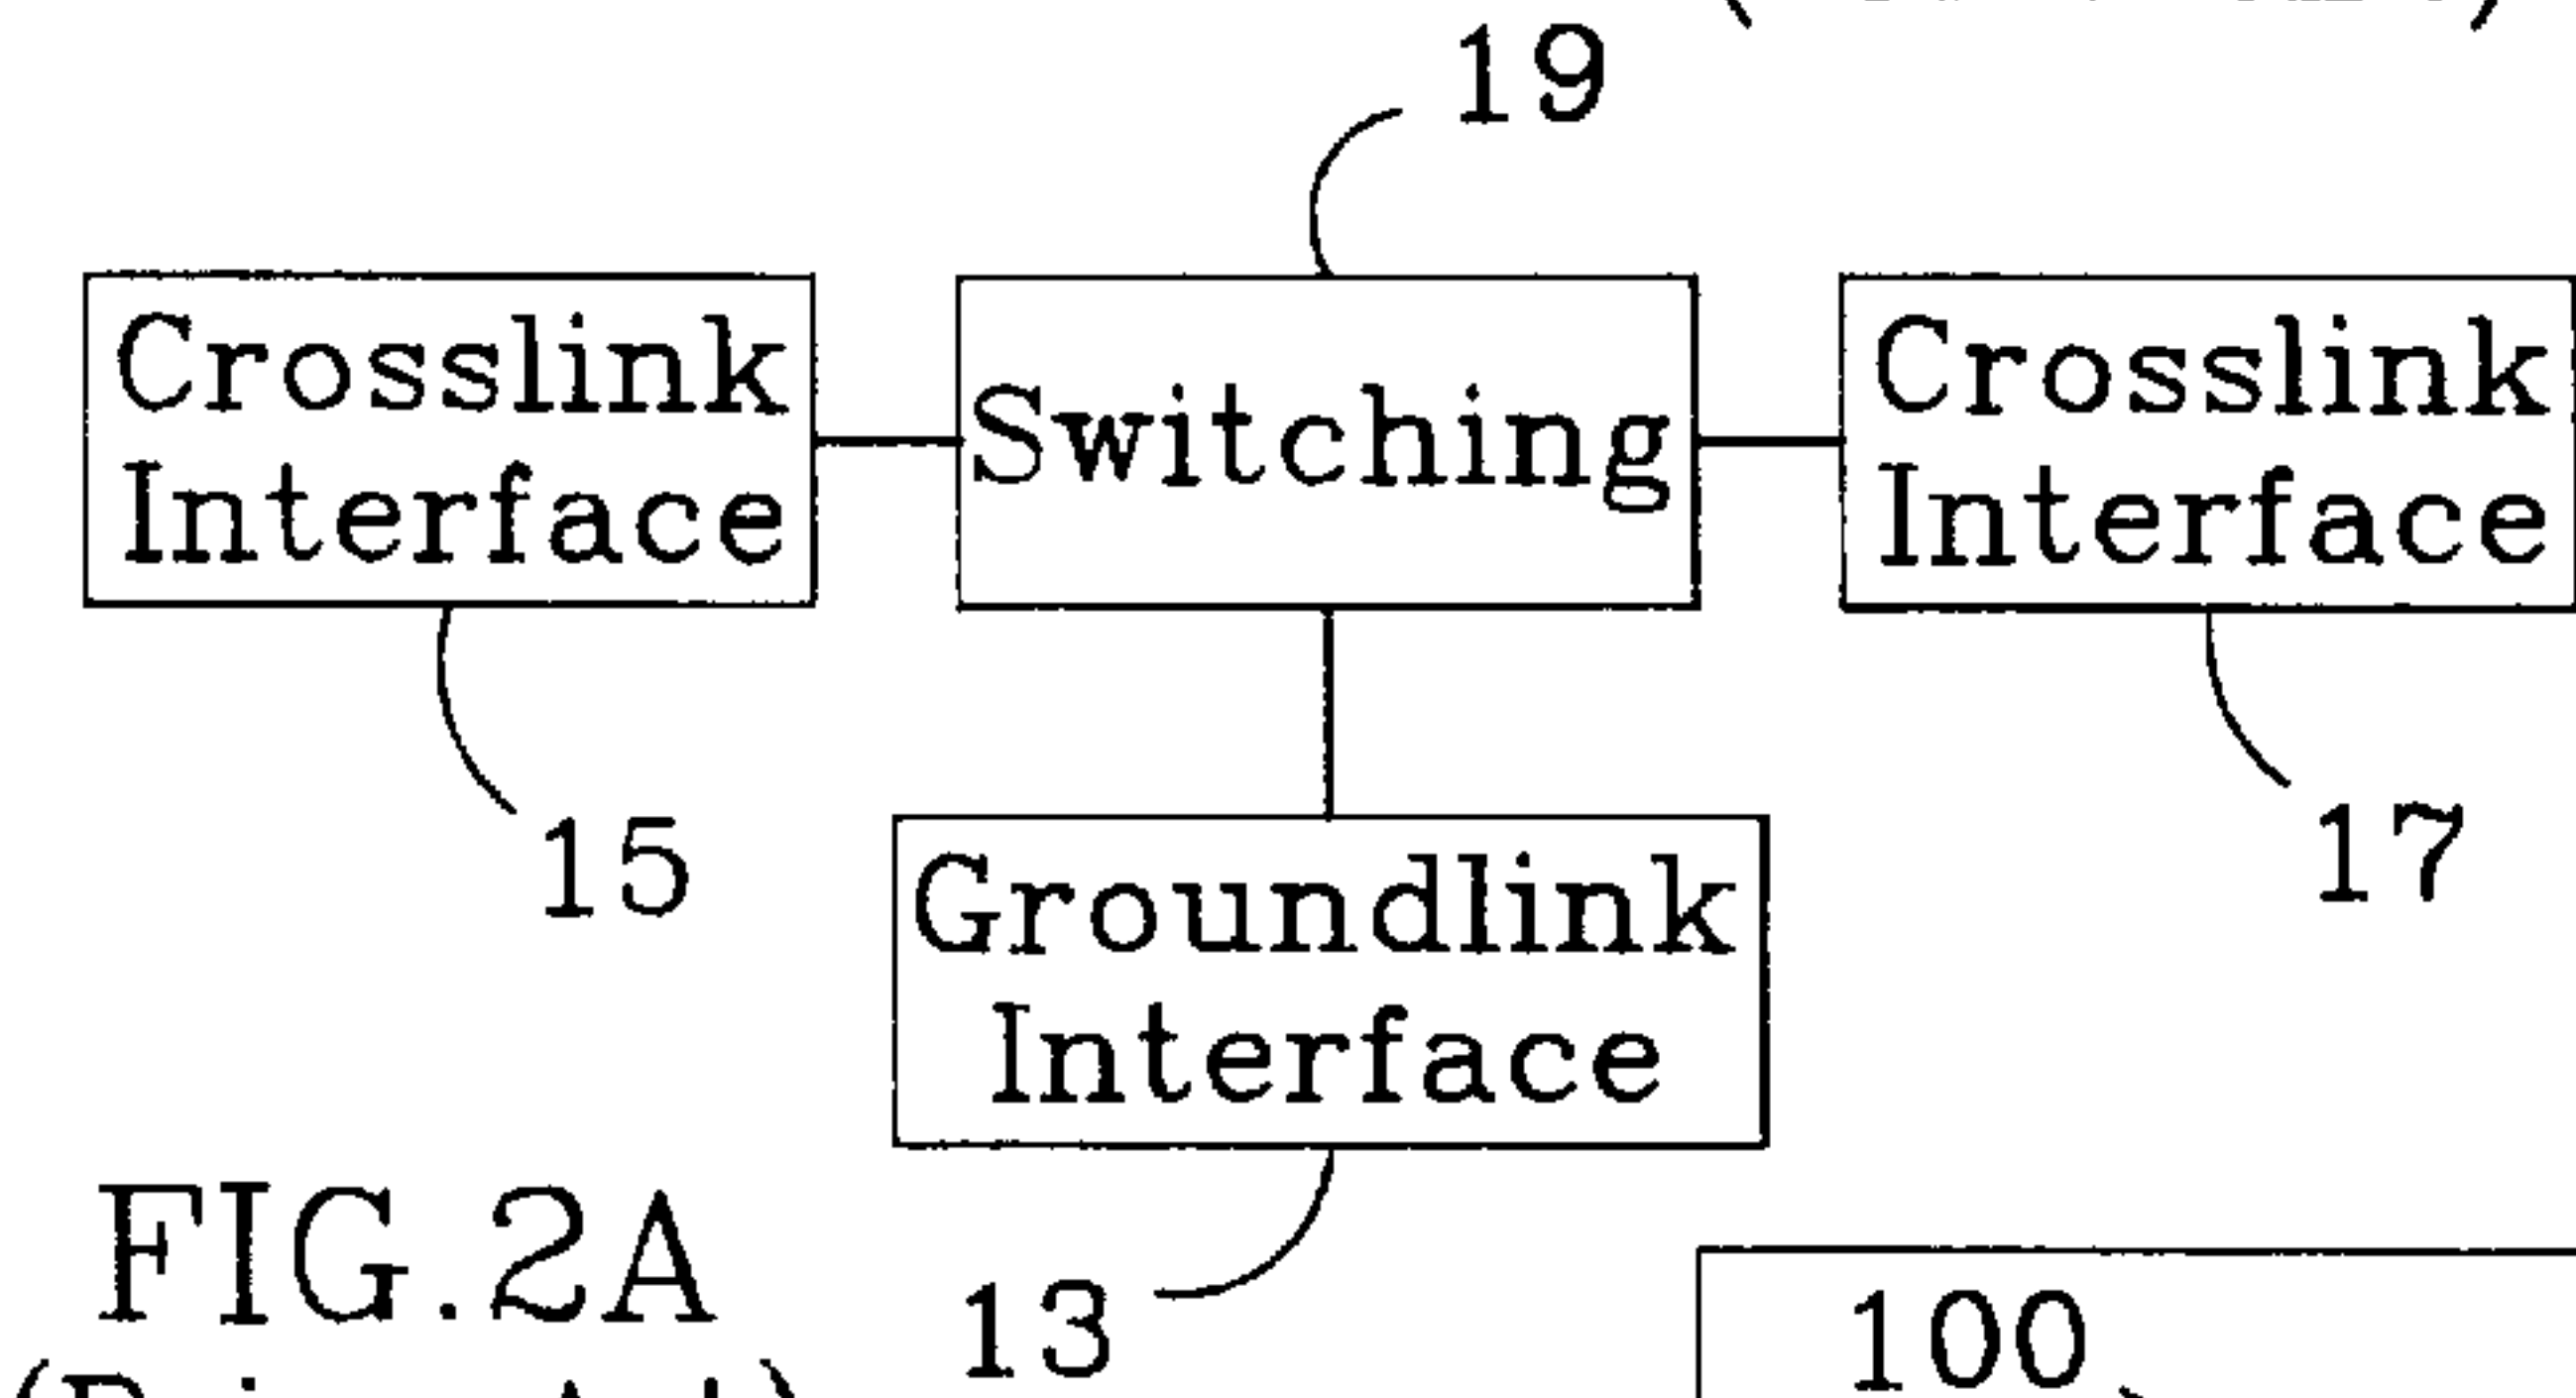 19
Crosslink
Interface
Switching
Crosslink
Interface
15
17
Groundlink
Interface
FIG.2A
13
100